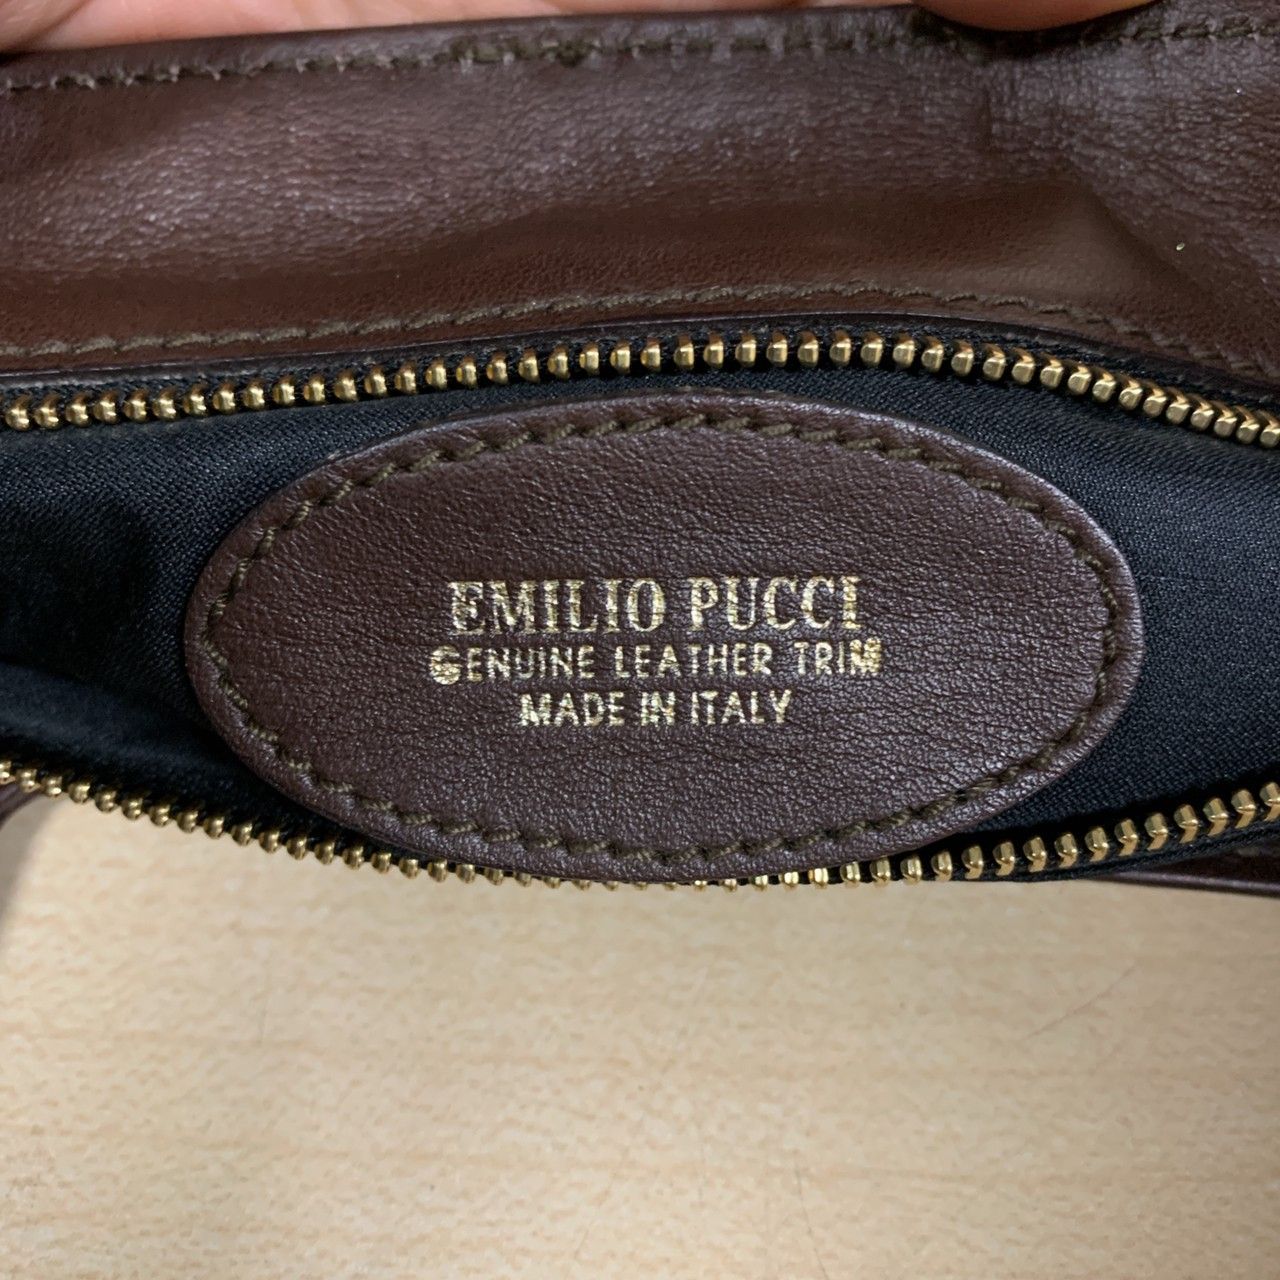 EMILIO PUCCI
GENUINE LEATHER TRIM
MADE IN ITALY